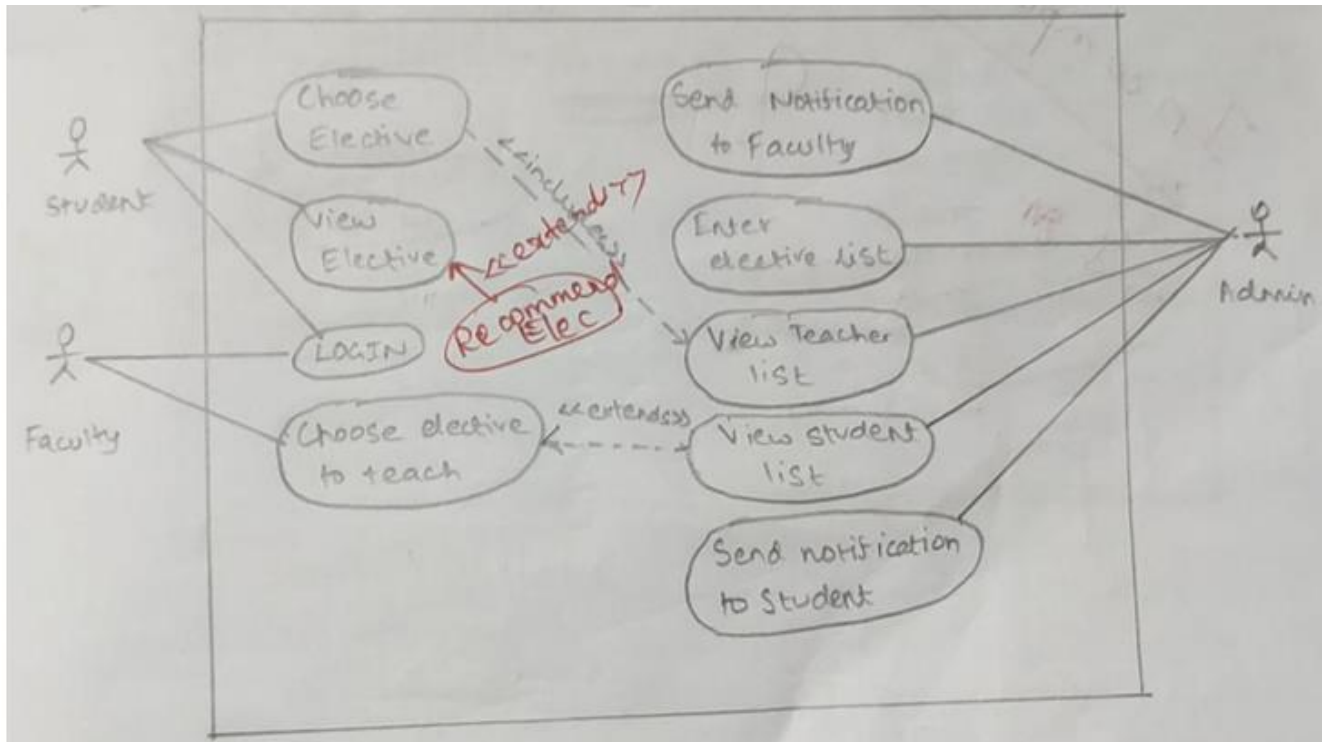 Student
Faculty
Choose
Elective
View
Elective
LOGIN
Choose elective
to teach
<<includes>>
<<extend>>
Recommend
Elec
<<extends>>
Send Notification
to Faculty
Enter
elective list
View Teacher
list
View Student
list
Send notification
to Student
Admin